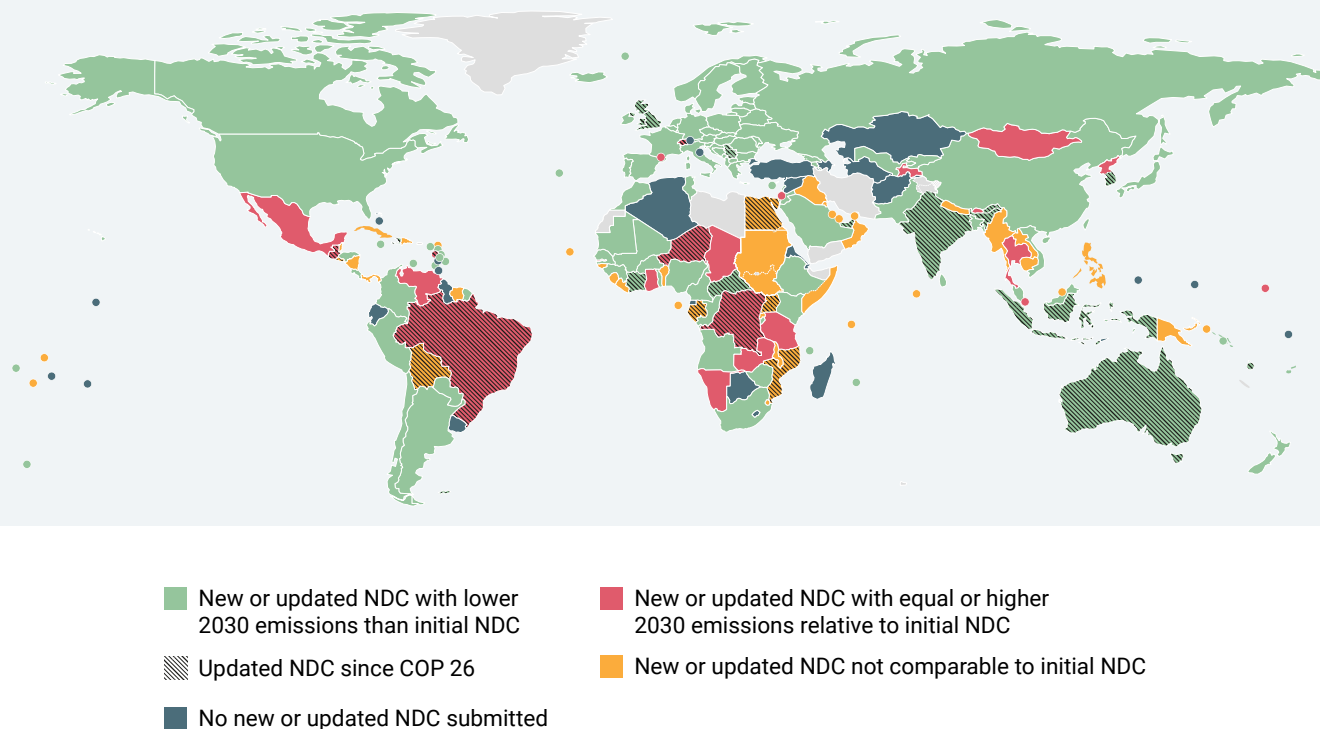 New or updated NDC with lower
2030 emissions than initial NDC
Updated NDC since COP 26
No new or updated NDC submitted
New or updated NDC with equal or higher
2030 emissions relative to initial NDC
New or updated NDC not comparable to initial NDC